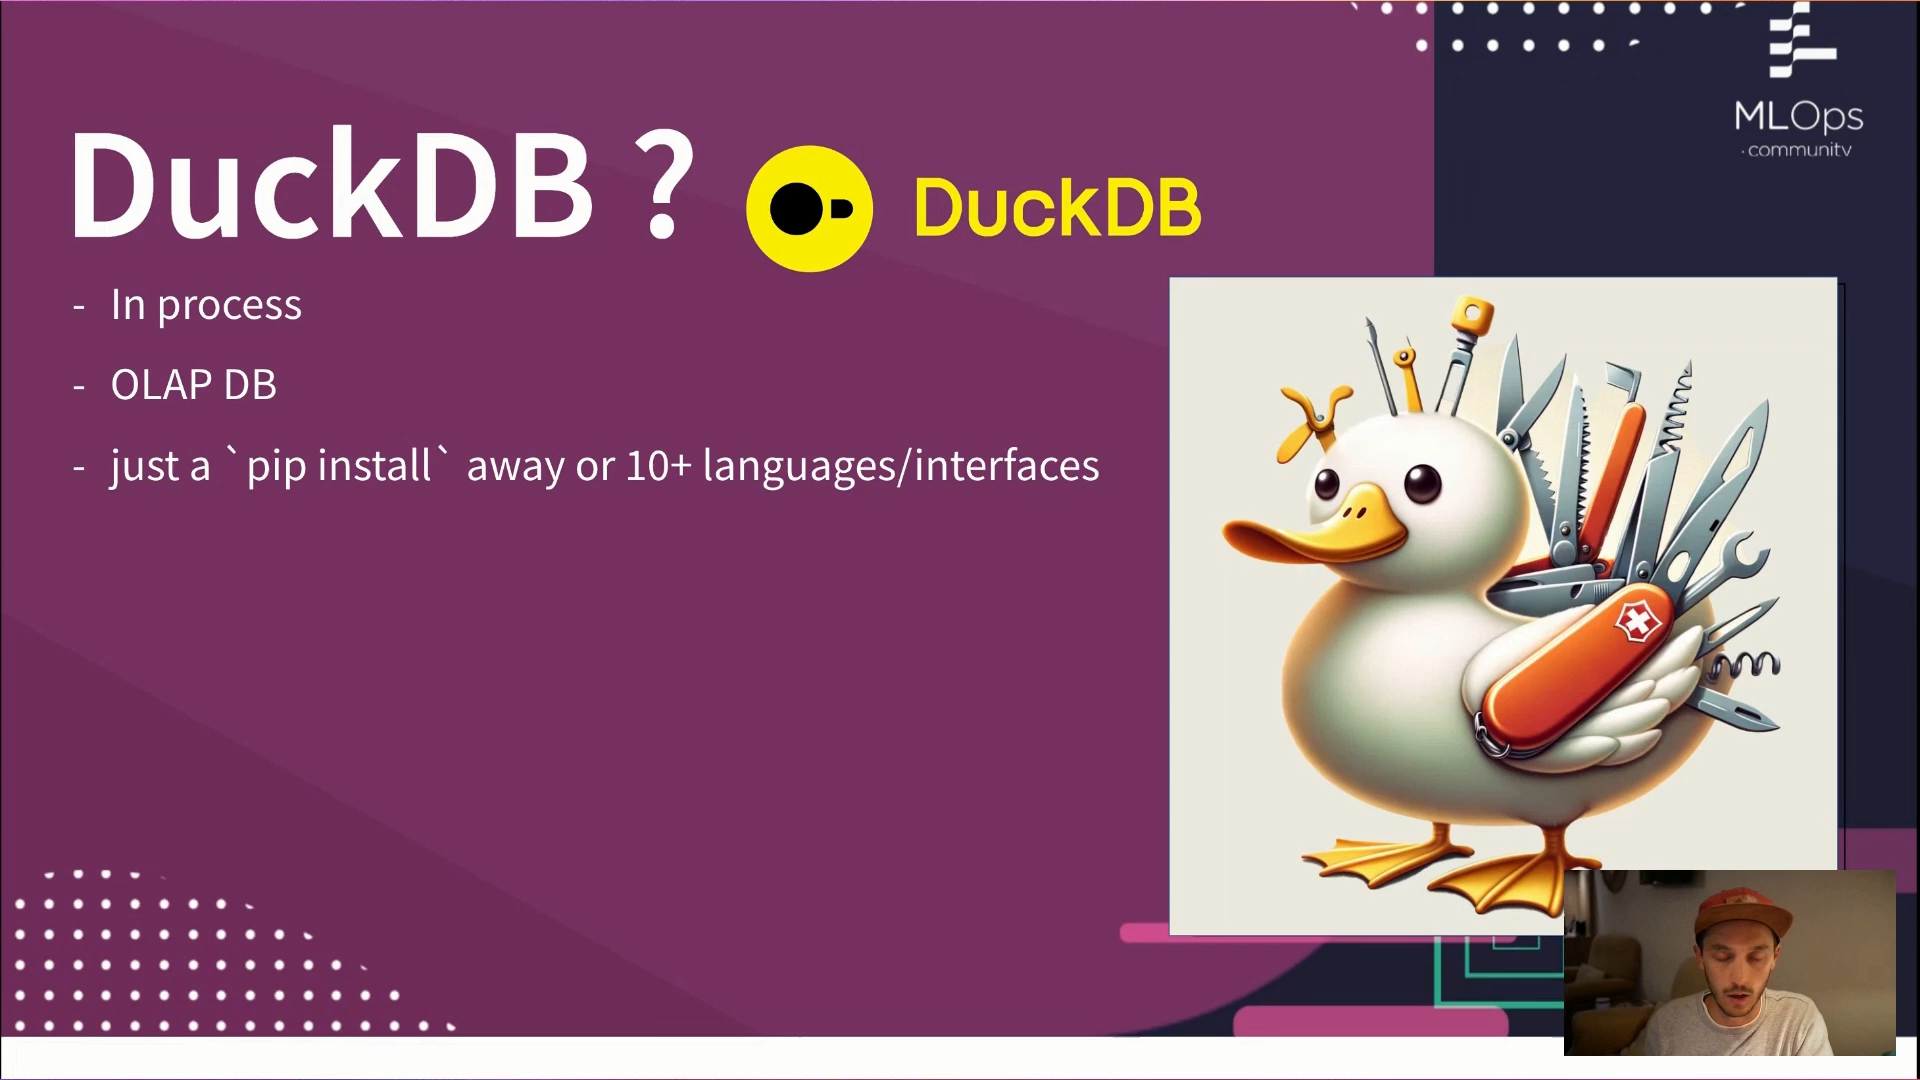 MLOps
community
DuckDB ?
DuckDB
- In process
- OLAP DB
- just a `pip install` away or 10+ languages/interfaces